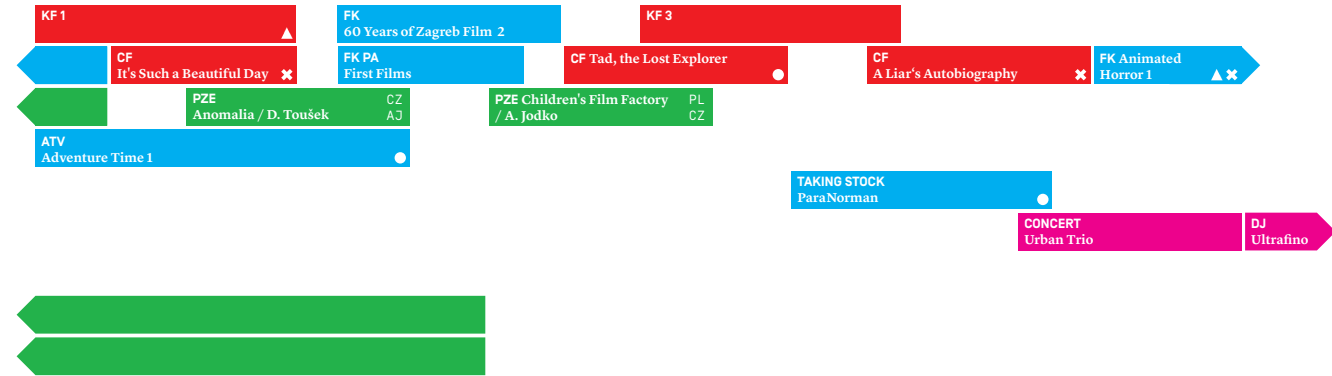 KF 1
FK
60 Years of Zagreb Film 2
KF 3
CF
It's Such a Beautiful Day
FK PA
First Films
CF Tad, the Lost Explorer
CF
A Liar‘s Autobiography
FK Animated
Horror 1
PZE CZ
Anomalia / D. Toušek AJ
PZE Children's Film Factory PL
/ A. Jodko CZ
ATV
Adventure Time 1
TAKING STOCK
ParaNorman
CONCERT
Urban Trio
DJ
Ultrafino